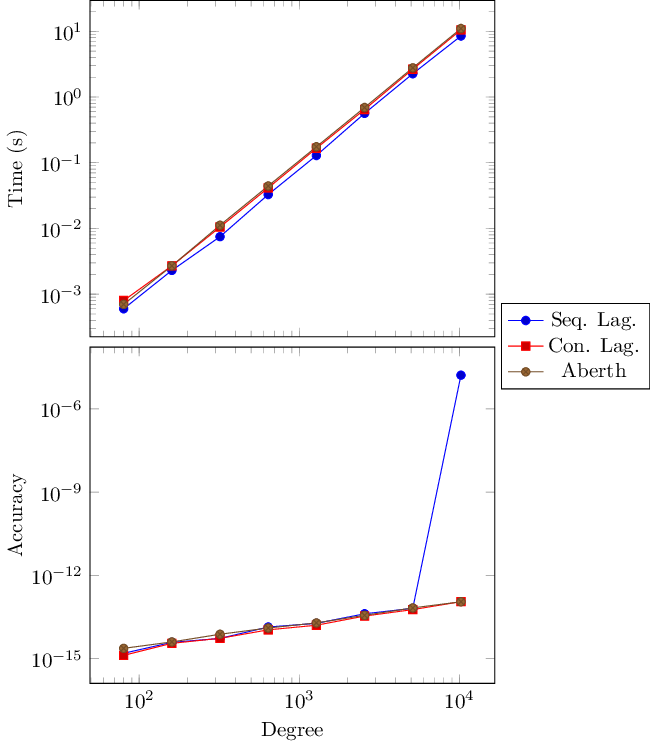 10^1
10^0
10^−1
10^−2
10^−3
Time (s)
Seq. Lag.
Con. Lag.
Aberth
10^−6
10^−9
10^−12
10^−15
Accuracy
10^2 10^3 10^4
Degree